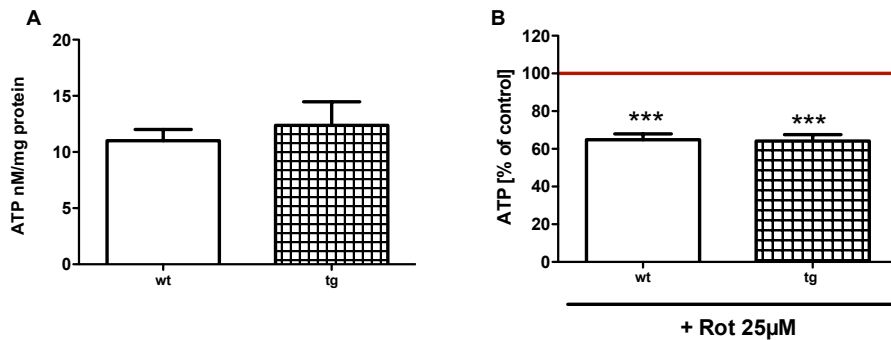 A
ATP nM/mg protein
20
15
10
5
0
wt
tg
B
ATP [% of control]
120
100
80
60
40
20
0
***
***
wt
tg
+ Rot 25µM